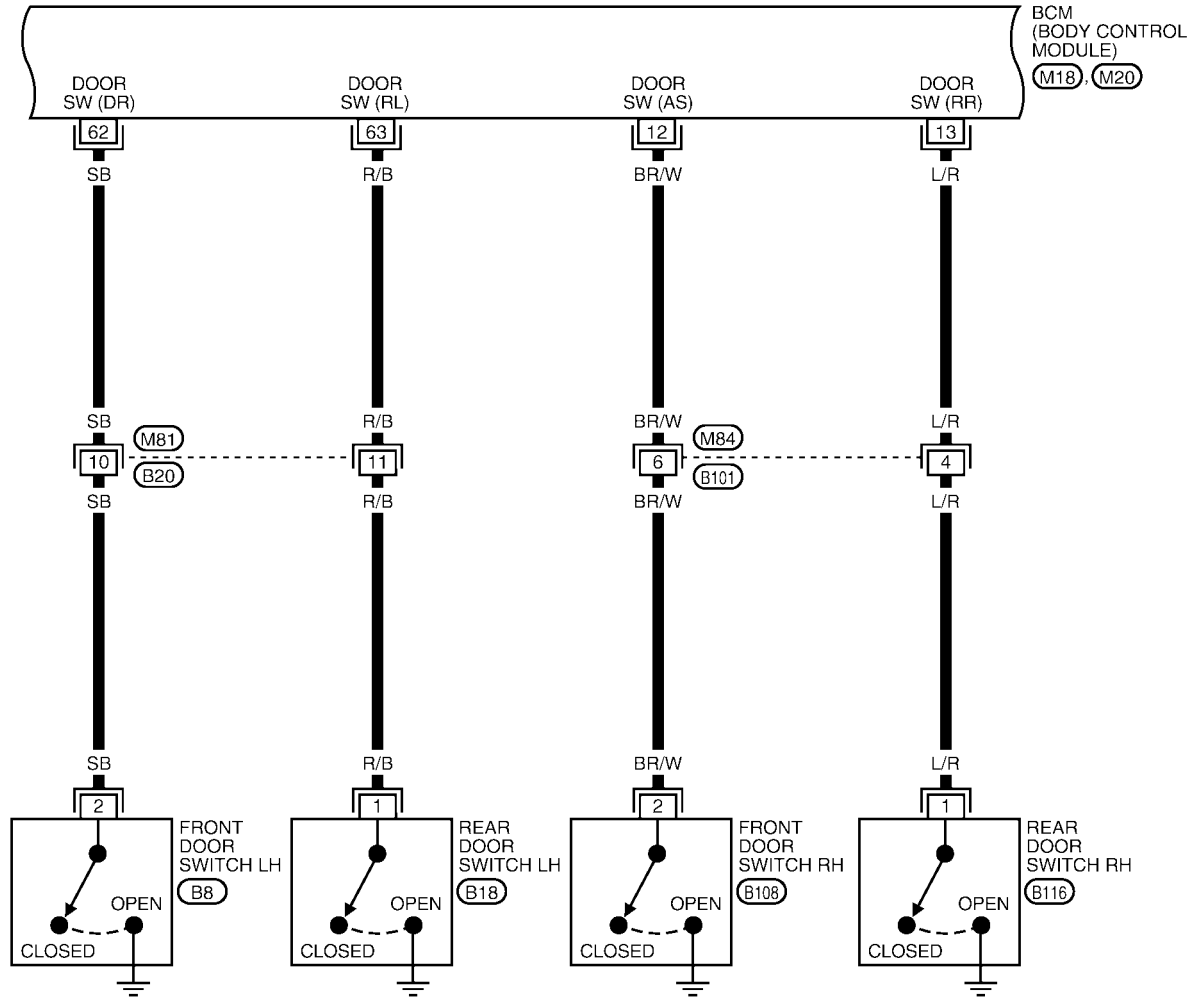 BCM
(BODY CONTROL
MODULE)
M18, M20
DOOR
SW (DR)
DOOR
SW (RL)
DOOR
SW (AS)
DOOR
SW (RR)
62 63 12 13
SB R/B BR/W L/R
SB R/B BR/W L/R
M81 M84
10 11 6 4
B20 B101
SB R/B BR/W L/R
SB R/B BR/W L/R
2 1 2 1
FRONT
DOOR
SWITCH LH
B8
OPEN
CLOSED
REAR
DOOR
SWITCH LH
B18
OPEN
CLOSED
FRONT
DOOR
SWITCH RH
B108
OPEN
CLOSED
REAR
DOOR
SWITCH RH
B116
OPEN
CLOSED